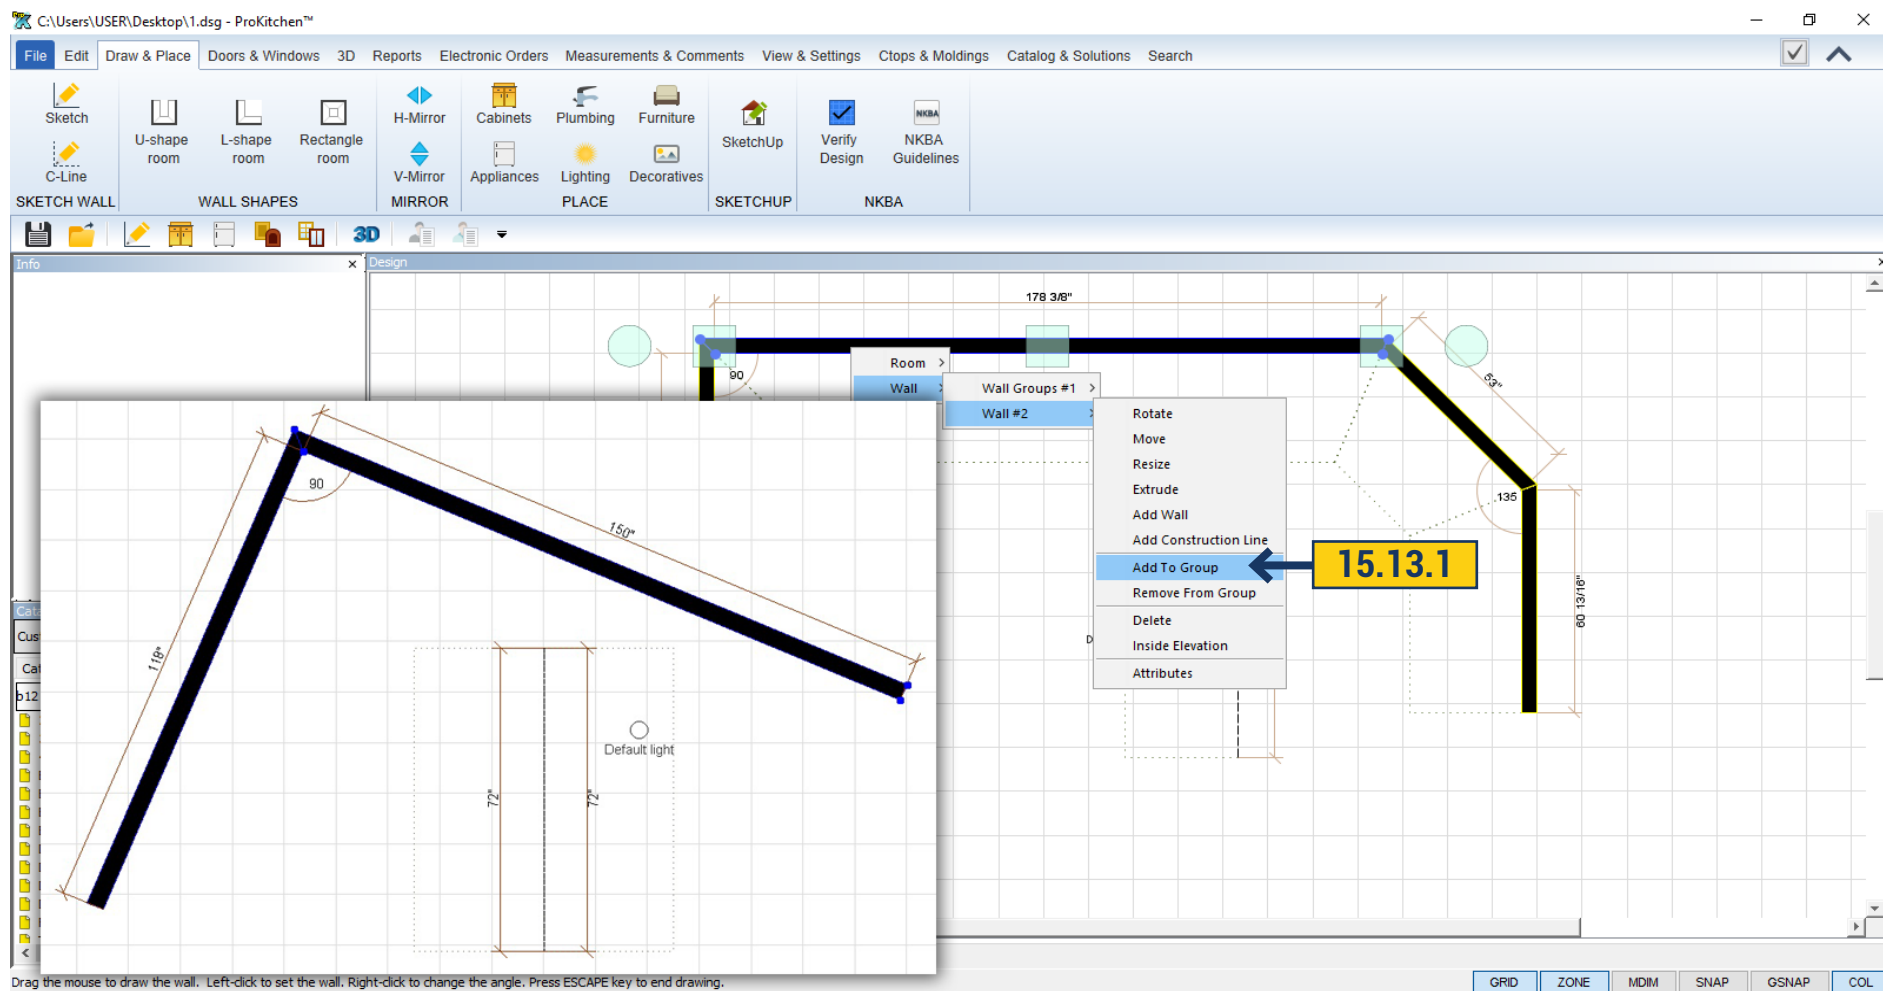 C:\Users\USER\Desktop\1.dsg - ProKitchen™
File Edit Draw & Place Doors & Windows 3D Reports Electronic Orders Measurements & Comments View & Settings Ctops & Moldings Catalog & Solutions Search
Sketch
C-Line
SKETCH WALL
U-shape room
L-shape room
Rectangle room
WALL SHAPES
H-Mirror
V-Mirror
MIRROR
Cabinets
Plumbing
Furniture
Appliances
Lighting
Decoratives
PLACE
SketchUp
SKETCHUP
Verify Design
NKBA
NKBA Guidelines
NKBA
3D
Info
Design
178 3/8"
90
53"
135
60 13/16"
Room
Wall
Wall Groups #1
Wall #2
Rotate
Move
Resize
Extrude
Add Wall
Add Construction Line
Add To Group
Remove From Group
Delete
Inside Elevation
Attributes
15.13.1
D
Cata
Cus
Cat
b12
90
150"
118"
72"
72"
Default light
Drag the mouse to draw the wall. Left-click to set the wall. Right-click to change the angle. Press ESCAPE key to end drawing.
GRID ZONE MDIM SNAP GSNAP COL